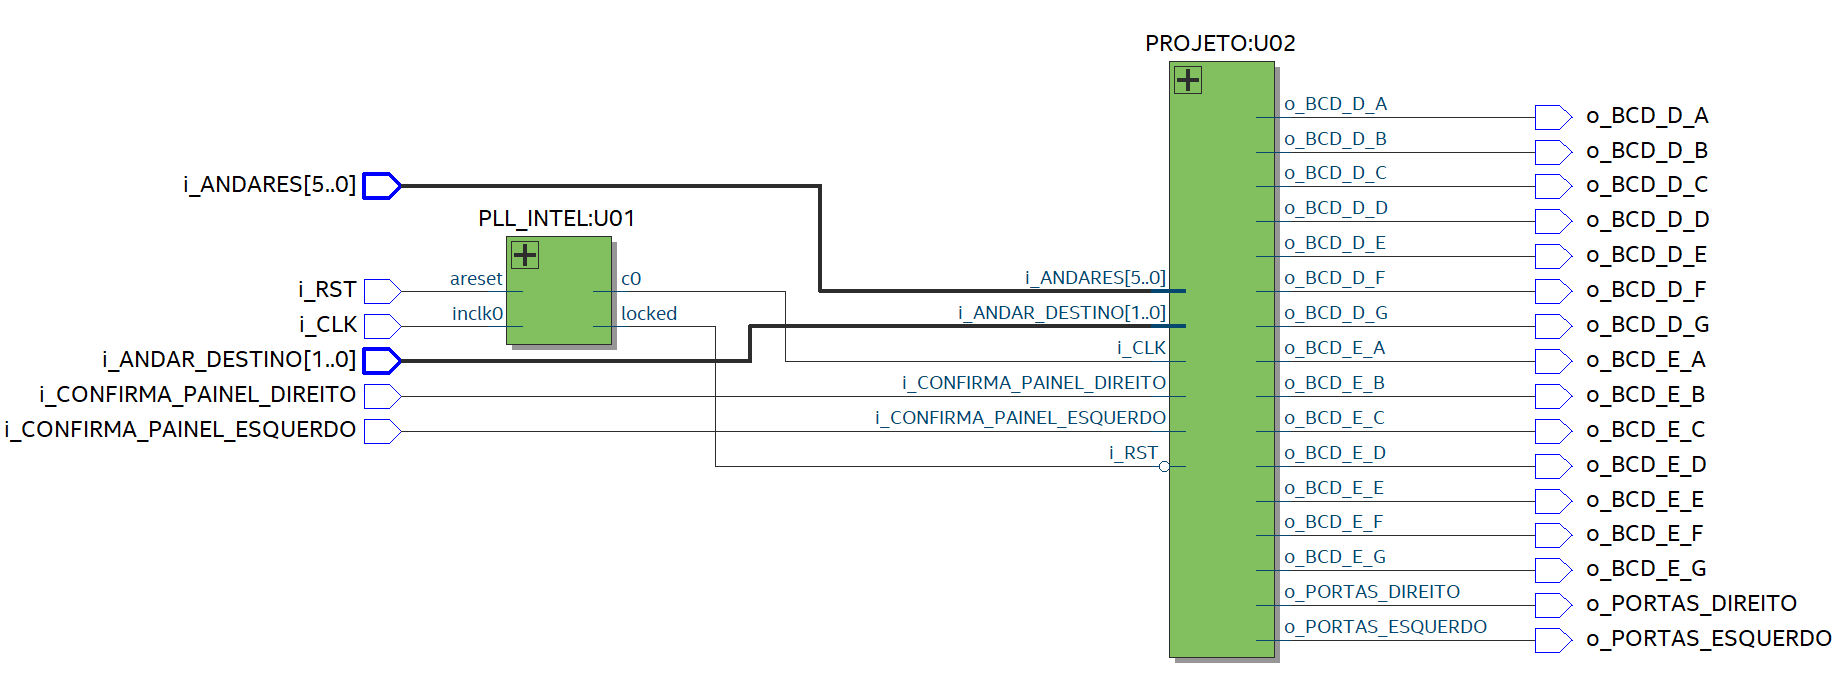 PROJETO:U02
i_ANDARES[5..0]
PLL_INTEL:U01
i_RST
areset
c0
i_CLK
inclk0
locked
i_ANDAR_DESTINO[1..0]
i_CONFIRMA_PAINEL_DIREITO
i_CONFIRMA_PAINEL_ESQUERDO
i_ANDARES[5..0]
i_ANDAR_DESTINO[1..0]
i_CLK
i_CONFIRMA_PAINEL_DIREITO
i_CONFIRMA_PAINEL_ESQUERDO
i_RST
o_BCD_D_A
o_BCD_D_B
o_BCD_D_C
o_BCD_D_D
o_BCD_D_E
o_BCD_D_F
o_BCD_D_G
o_BCD_E_A
o_BCD_E_B
o_BCD_E_C
o_BCD_E_D
o_BCD_E_E
o_BCD_E_F
o_BCD_E_G
o_PORTAS_DIREITO
o_PORTAS_ESQUERDO
o_BCD_D_A
o_BCD_D_B
o_BCD_D_C
o_BCD_D_D
o_BCD_D_E
o_BCD_D_F
o_BCD_D_G
o_BCD_E_A
o_BCD_E_B
o_BCD_E_C
o_BCD_E_D
o_BCD_E_E
o_BCD_E_F
o_BCD_E_G
o_PORTAS_DIREITO
o_PORTAS_ESQUERDO